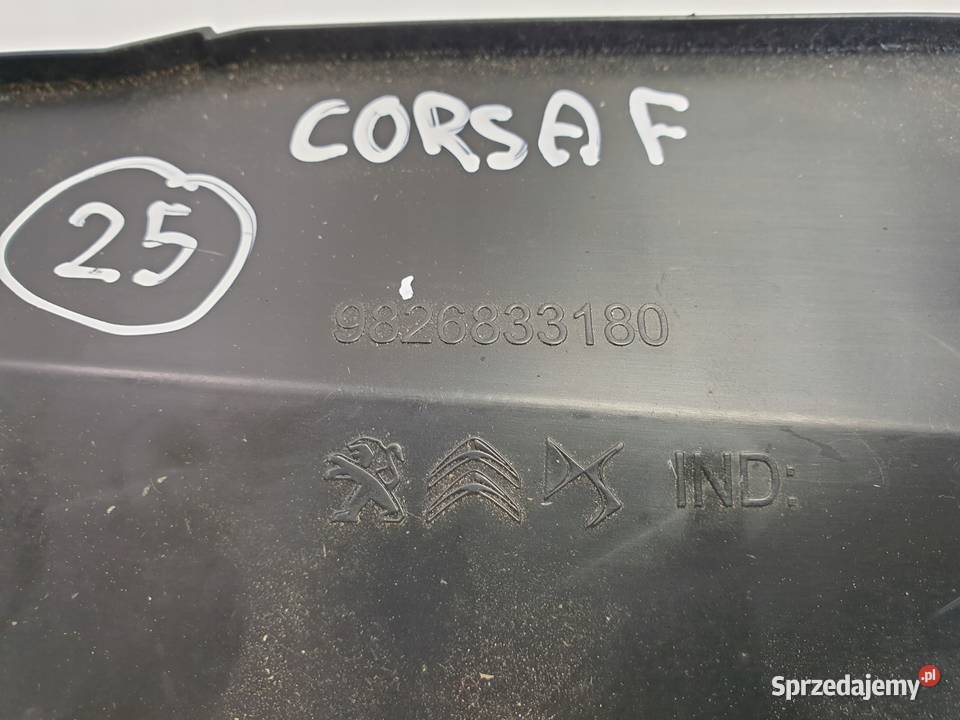 CORSA F
25
9826833180
IND:
Sprzedajemy.pl